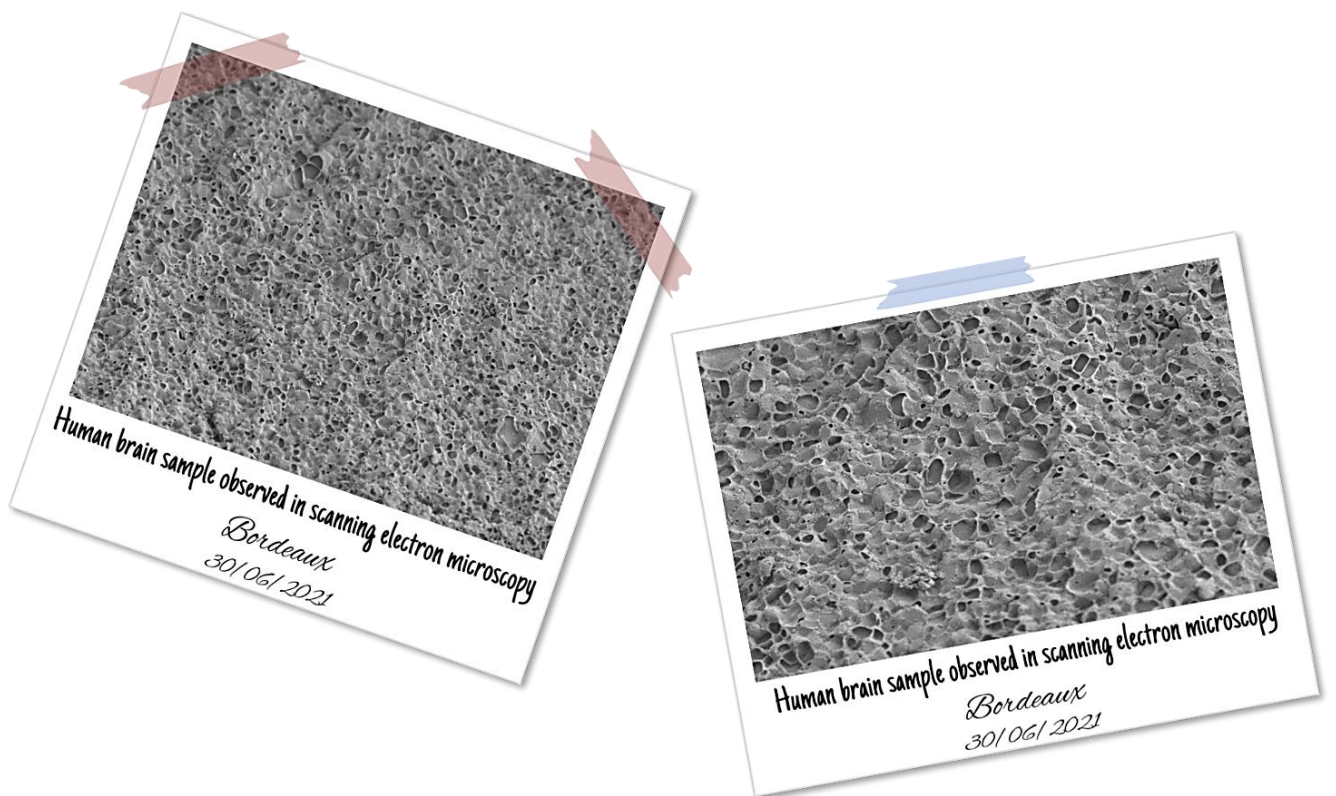 Human brain sample observed in scanning electron microscopy
Bordeaux
30/06/2021
Human brain sample observed in scanning electron microscopy
Bordeaux
30/06/2021